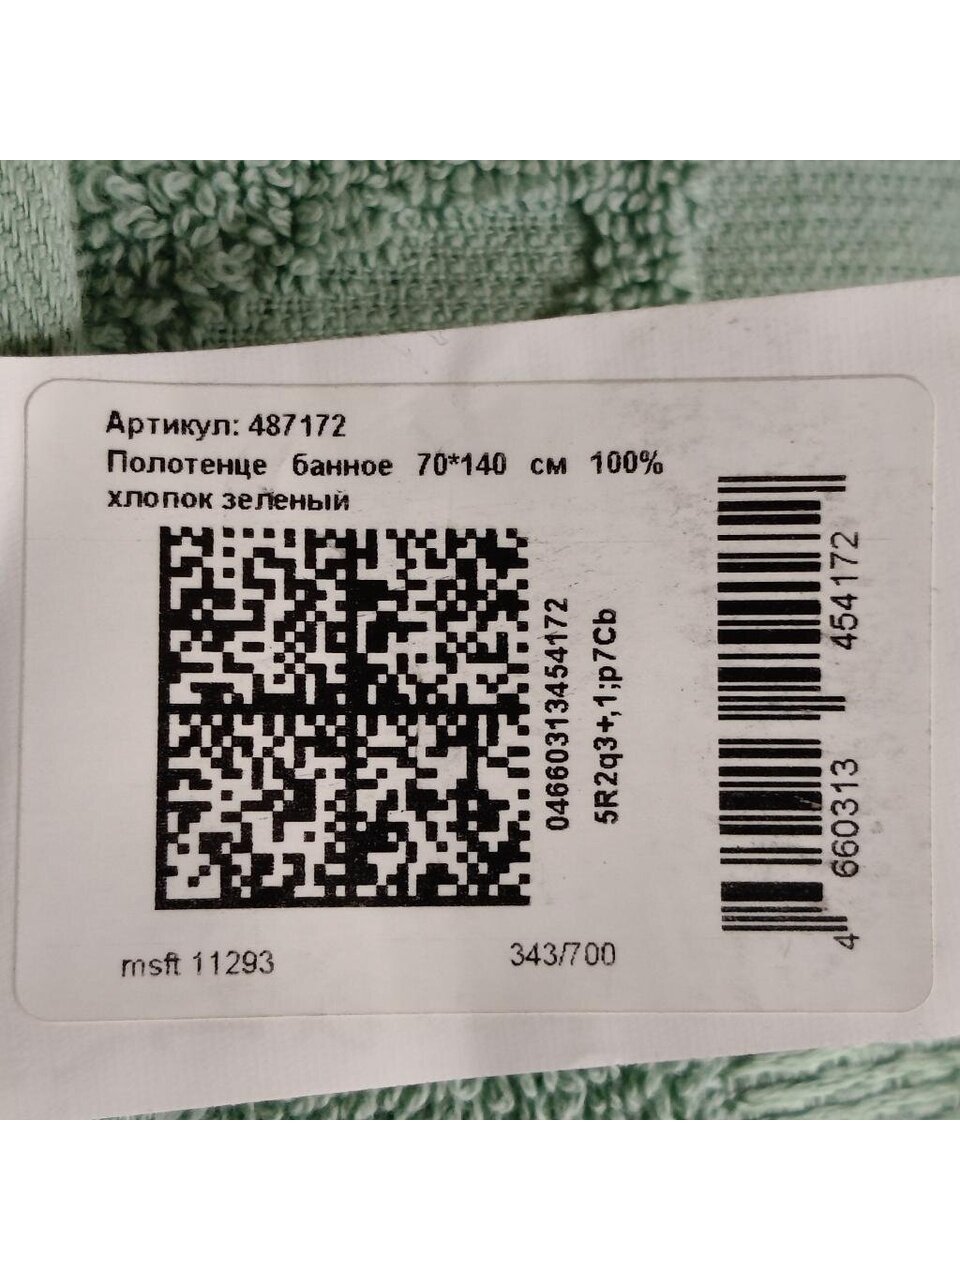 Артикул: 487172
Полотенце банное 70*140 см 100%
хлопок зеленый
04660313454172
5R2q3+,1;p7Cb
4 660313 454172
msft 11293
343/700